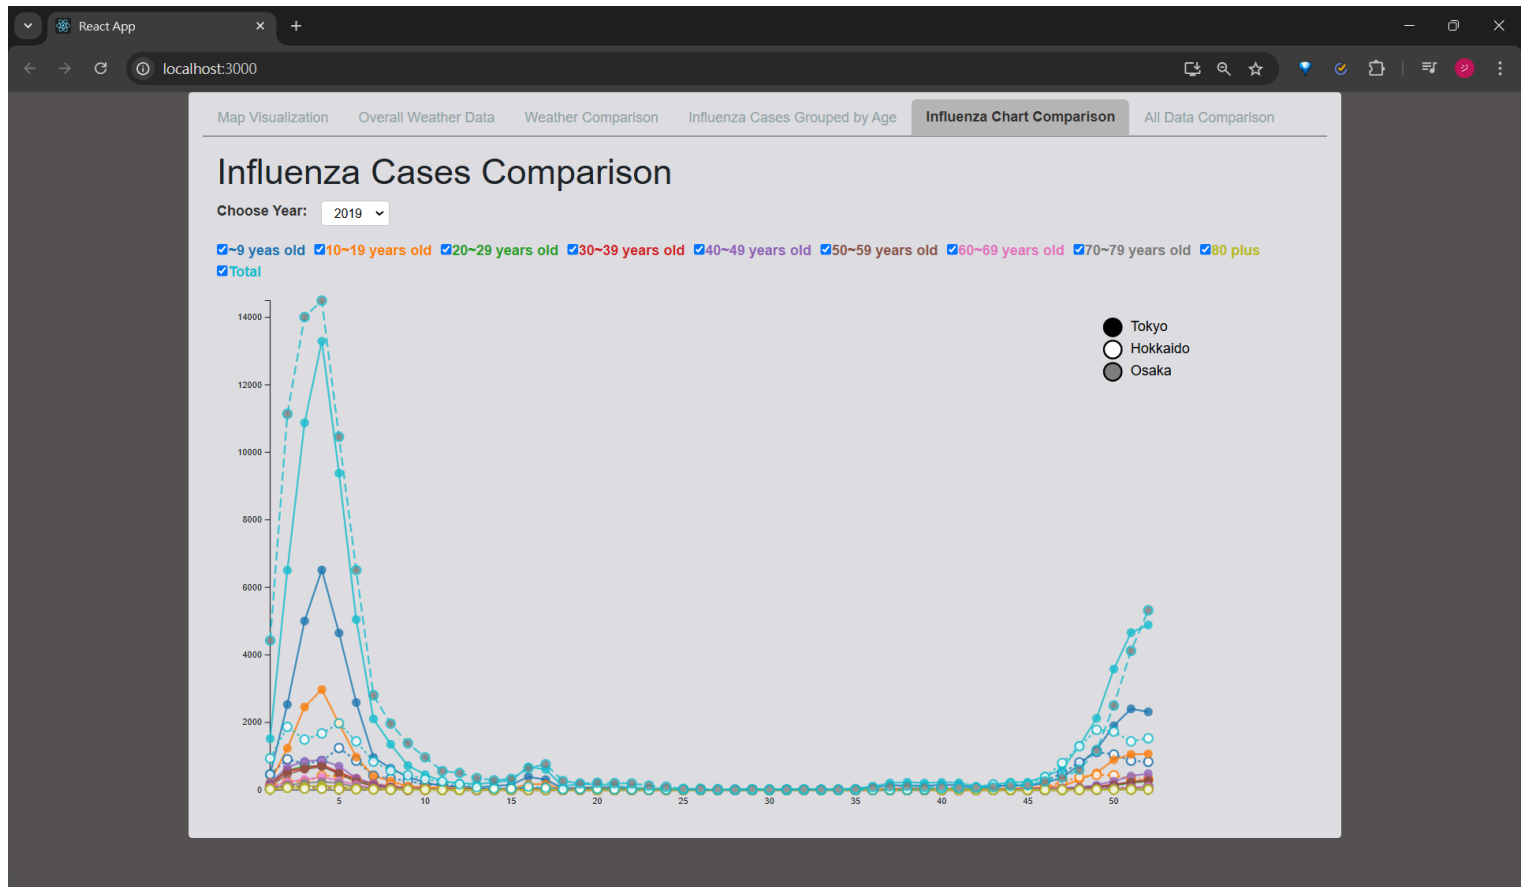 React App
localhost:3000
Map Visualization Overall Weather Data Weather Comparison Influenza Cases Grouped by Age Influenza Chart Comparison All Data Comparison
Influenza Cases Comparison
Choose Year: 2019
~9 yeas old 10~19 years old 20~29 years old 30~39 years old 40~49 years old 50~59 years old 60~69 years old 70~79 years old 80 plus
Total
14000
12000
10000
8000
6000
4000
2000
0
Tokyo
Hokkaido
Osaka
5 10 15 20 25 30 35 40 45 50